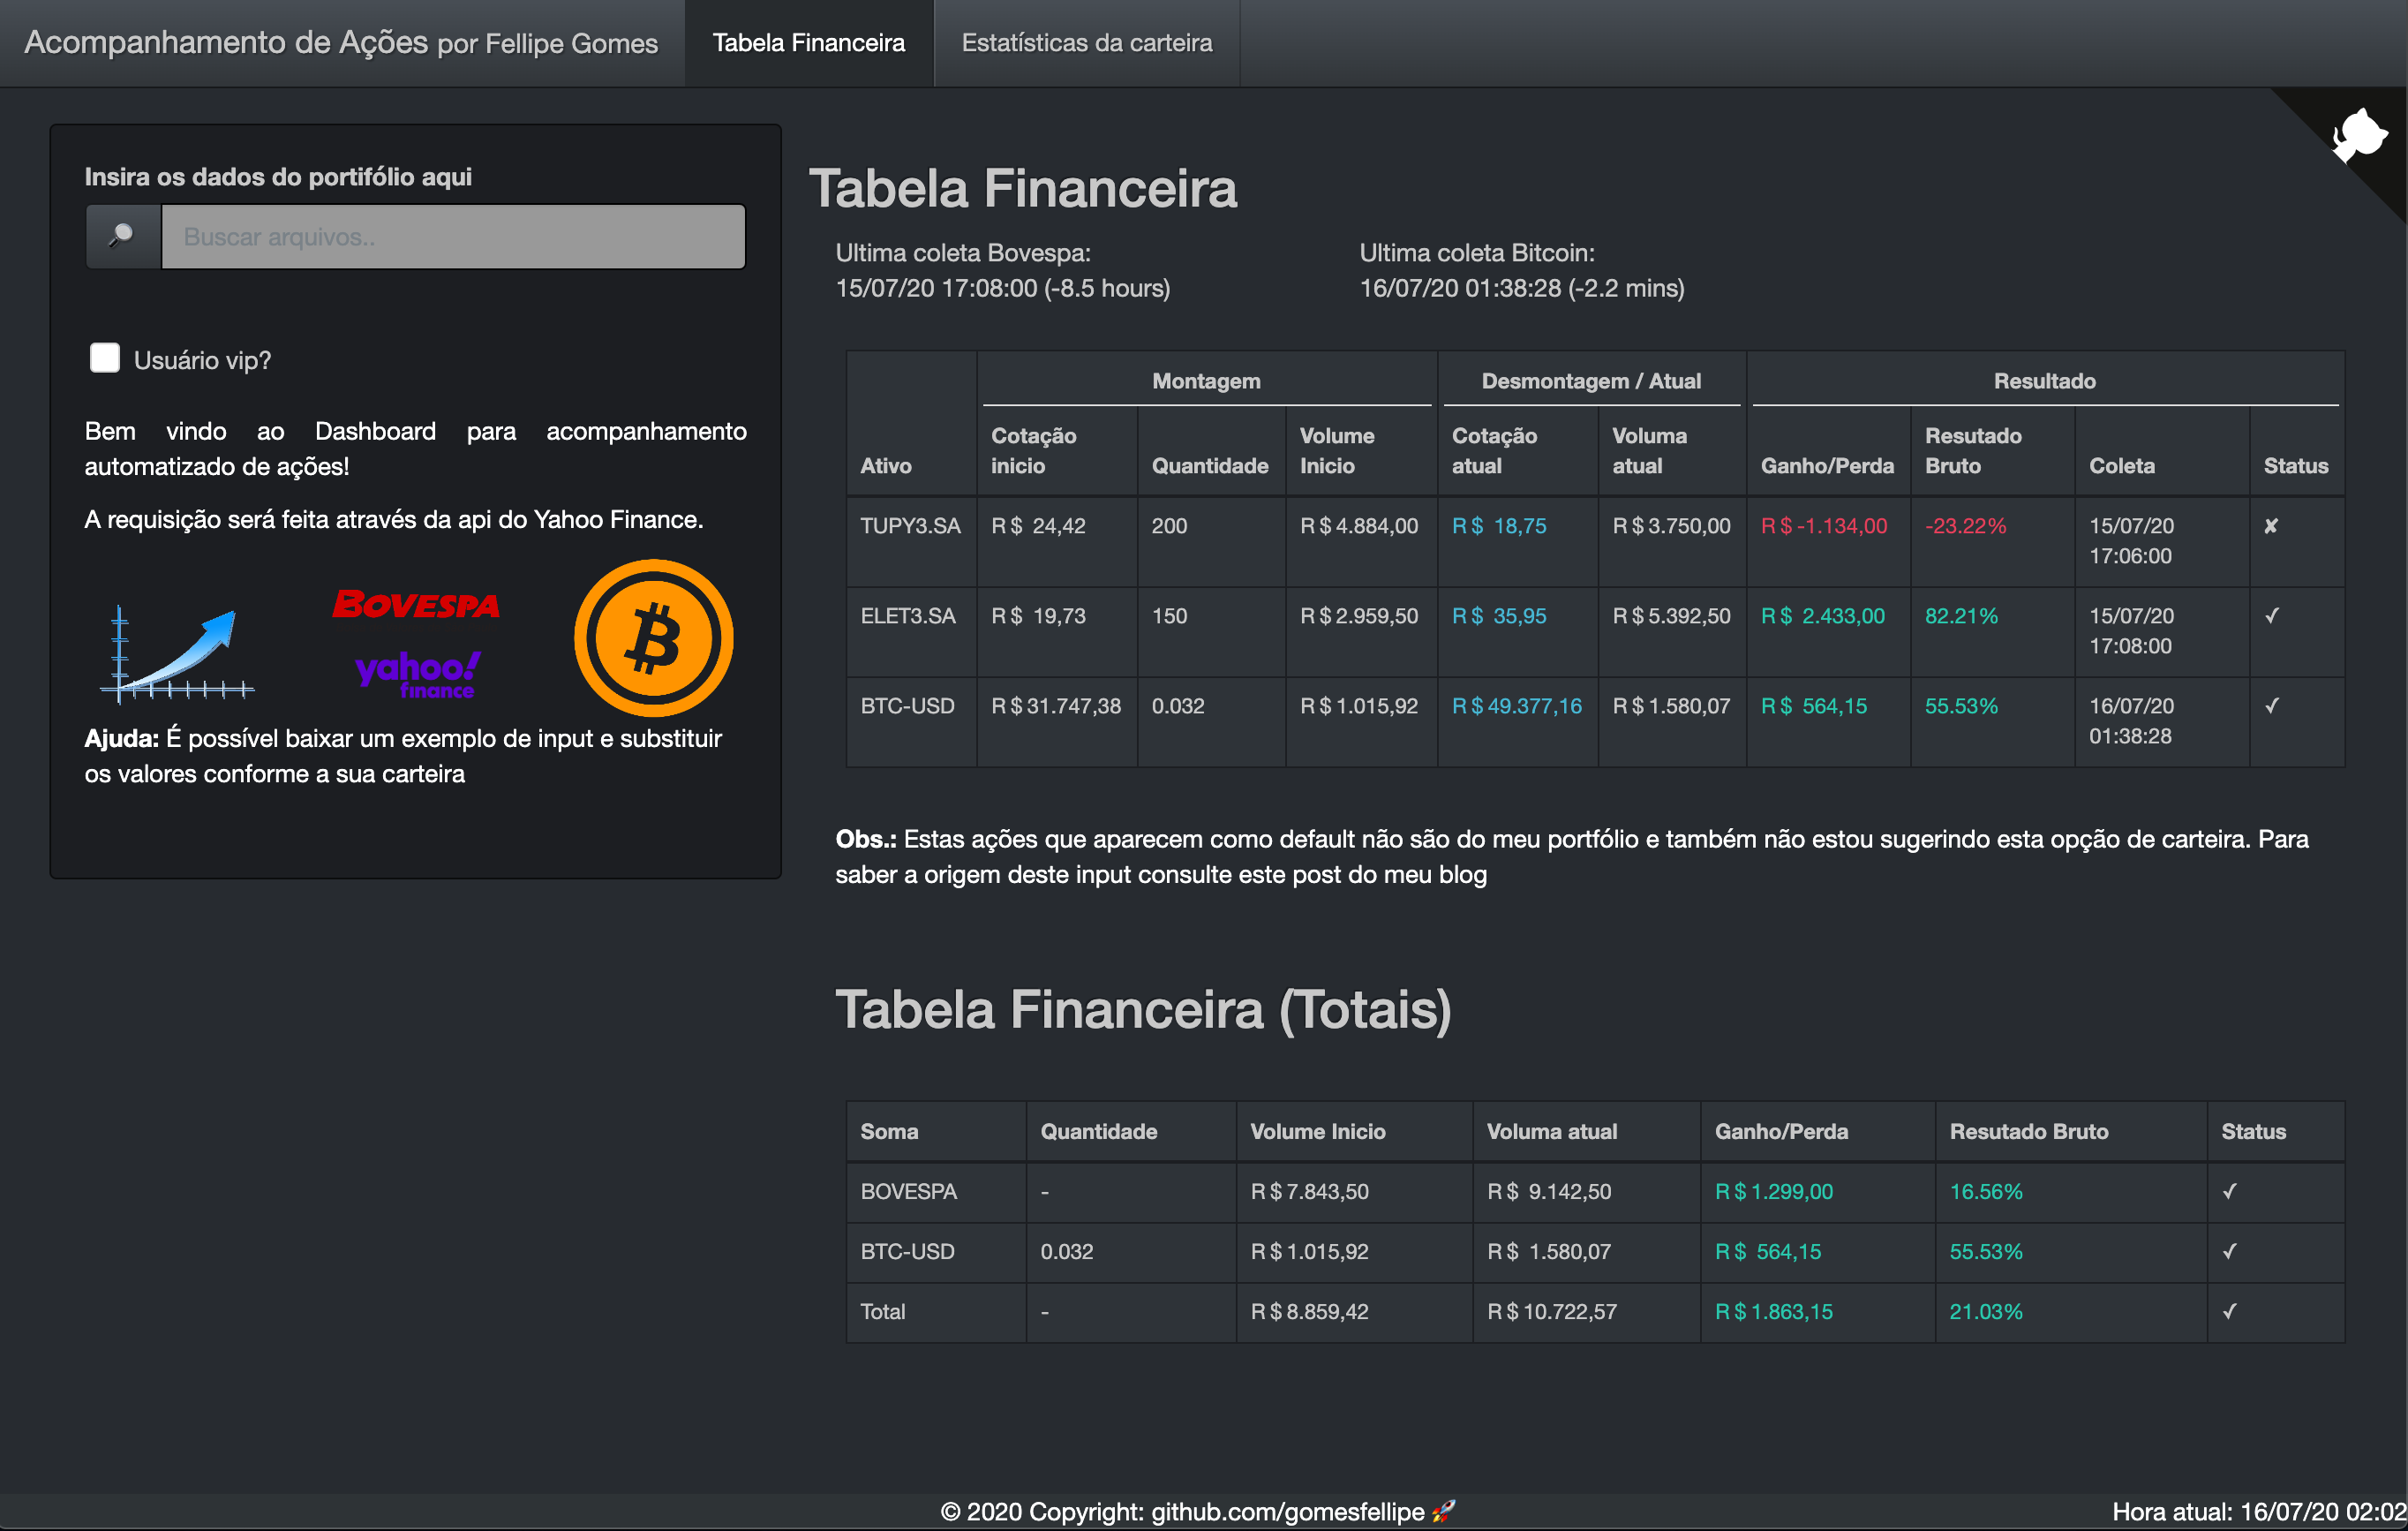 Acompanhamento de Ações por Fellipe Gomes
Tabela Financeira
Estatísticas da carteira
Insira os dados do portifólio aqui
Buscar arquivos..
Usuário vip?
Bem vindo ao Dashboard para acompanhamento
automatizado de ações!
A requisição será feita através da api do Yahoo Finance.
BOVESPA
yahoo!
finance
Ajuda: É possível baixar um exemplo de input e substituir
os valores conforme a sua carteira
Tabela Financeira
Ultima coleta Bovespa:
15/07/20 17:08:00 (-8.5 hours)
Ultima coleta Bitcoin:
16/07/20 01:38:28 (-2.2 mins)
Montagem Desmontagem / Atual Resultado
Ativo Cotação inicio Quantidade Volume Inicio Cotação atual Voluma atual Ganho/Perda Resutado Bruto Coleta Status
TUPY3.SA R$ 24,42 200 R$4.884,00 R$ 18,75 R$3.750,00 R$-1.134,00 -23.22% 15/07/20 17:06:00 ✘
ELET3.SA R$ 19,73 150 R$2.959,50 R$ 35,95 R$5.392,50 R$ 2.433,00 82.21% 15/07/20 17:08:00 ✓
BTC-USD R$31.747,38 0.032 R$1.015,92 R$49.377,16 R$1.580,07 R$ 564,15 55.53% 16/07/20 01:38:28 ✓
Obs.: Estas ações que aparecem como default não são do meu portfólio e também não estou sugerindo esta opção de carteira. Para
saber a origem deste input consulte este post do meu blog
Tabela Financeira (Totais)
Soma Quantidade Volume Inicio Voluma atual Ganho/Perda Resutado Bruto Status
BOVESPA - R$7.843,50 R$ 9.142,50 R$1.299,00 16.56% ✓
BTC-USD 0.032 R$1.015,92 R$ 1.580,07 R$ 564,15 55.53% ✓
Total - R$8.859,42 R$10.722,57 R$1.863,15 21.03% ✓
© 2020 Copyright: github.com/gomesfellipe 🚀
Hora atual: 16/07/20 02:02